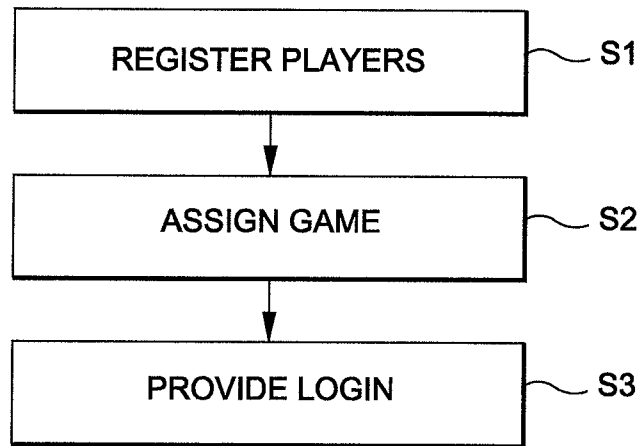 REGISTER PLAYERS
S1
ASSIGN GAME
S2
PROVIDE LOGIN
S3